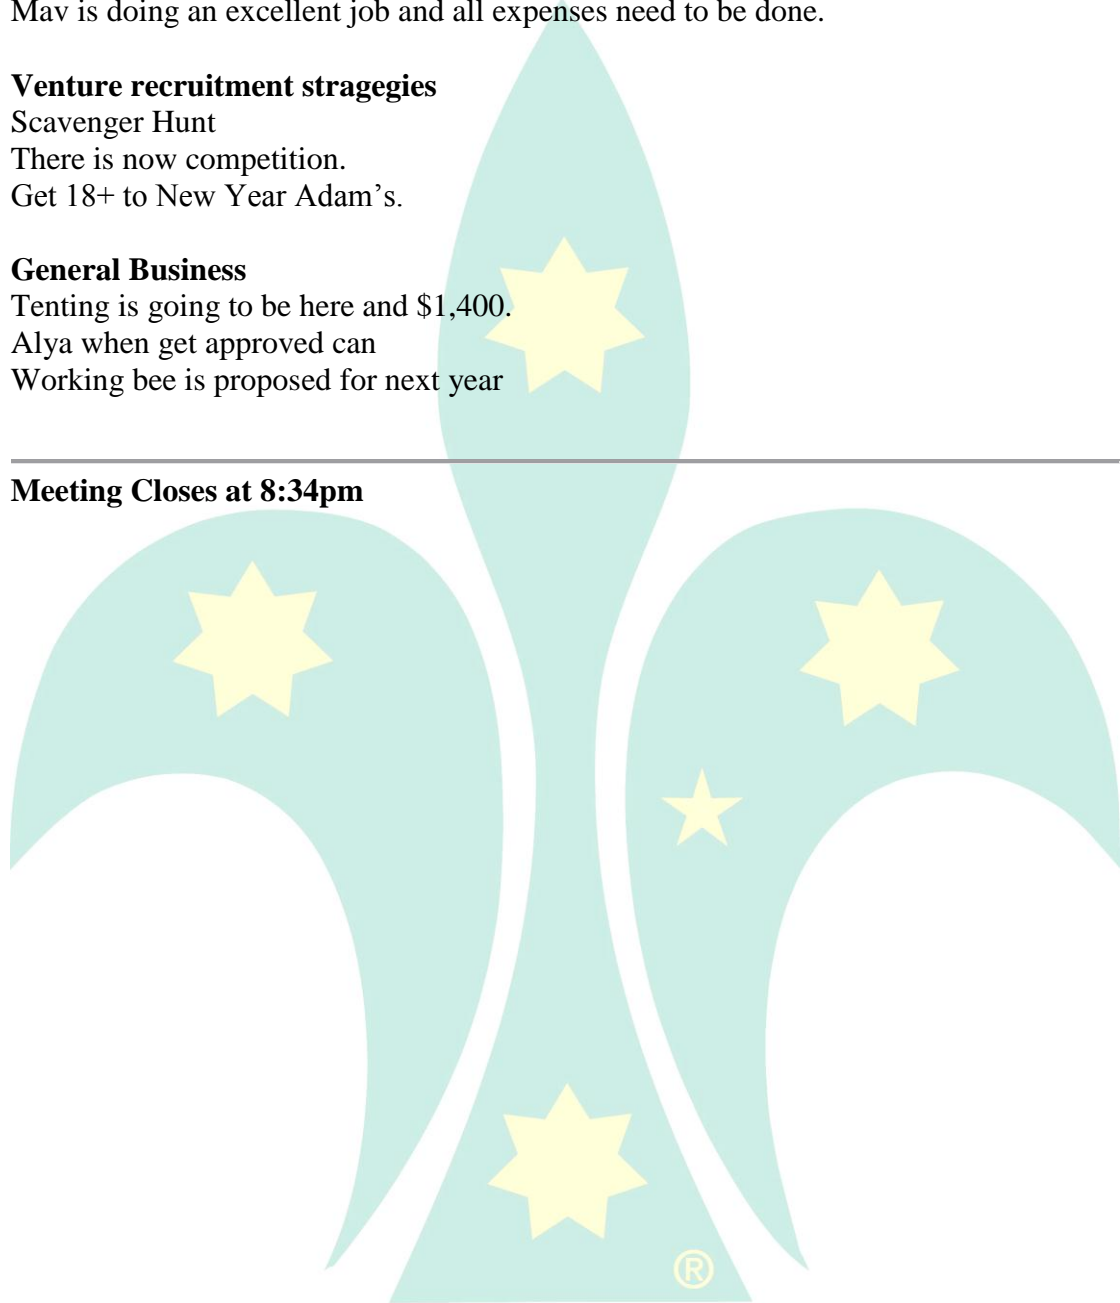 Mav is doing an excellent job and all expenses need to be done.
Venture recruitment stragegies
Scavenger Hunt
There is now competition.
Get 18+ to New Year Adam’s.
General Business
Tenting is going to be here and $1,400.
Alya when get approved can
Working bee is proposed for next year
Meeting Closes at 8:34pm
®